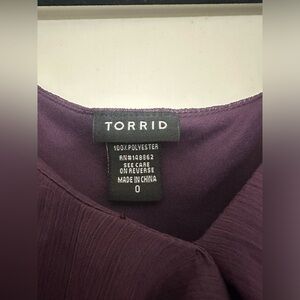 TORRID
100% POLYESTER
RN#148862
SEE CARE
ON REVERSE
MADE IN CHINA
0